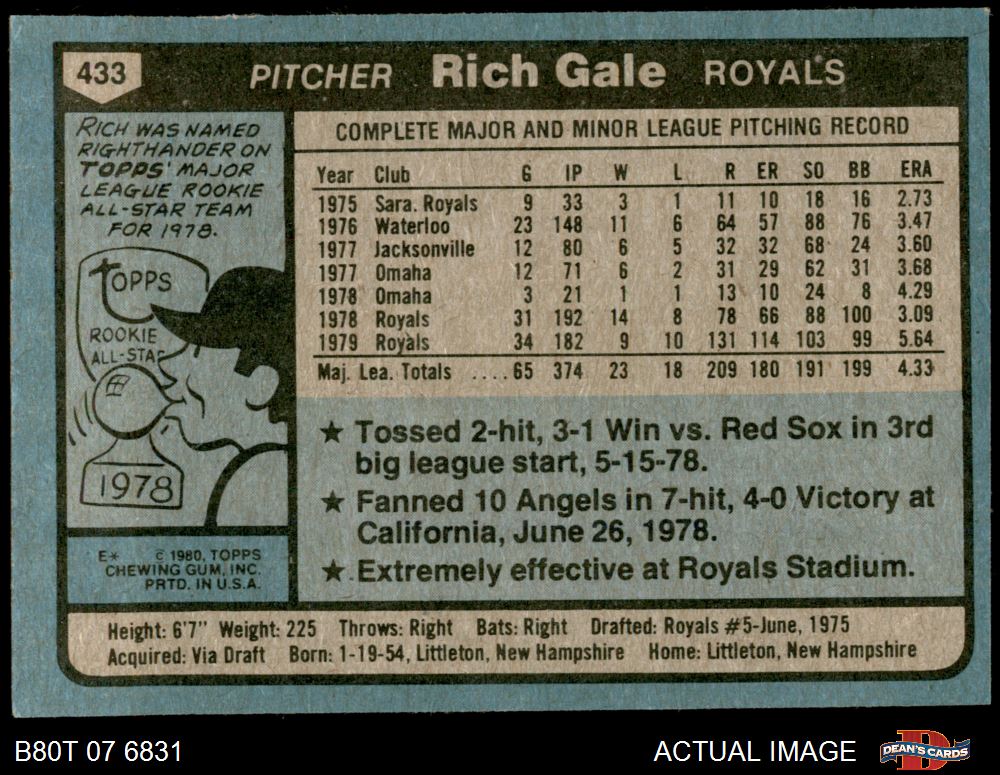 433 PITCHER Rich Gale ROYALS
RICH WAS NAMED
RIGHTHANDER ON
TOPPS' MAJOR
LEAGUE ROOKIE
ALL-STAR TEAM
FOR 1978.
TOPPS
ROOKIE
ALL-STAR
1978
E* © 1980, TOPPS
CHEWING GUM, INC.
PRTD. IN U.S.A.
COMPLETE MAJOR AND MINOR LEAGUE PITCHING RECORD
Year Club G IP W L R ER SO BB ERA
1975 Sara. Royals 9 33 3 1 11 10 18 16 2.73
1976 Waterloo 23 148 11 6 64 57 88 76 3.47
1977 Jacksonville 12 80 6 5 32 32 68 24 3.60
1977 Omaha 12 71 6 2 31 29 62 31 3.68
1978 Omaha 3 21 1 1 13 10 24 8 4.29
1978 Royals 31 192 14 8 78 66 88 100 3.09
1979 Royals 34 182 9 10 131 114 103 99 5.64
Maj. Lea. Totals ....65 374 23 18 209 180 191 199 4.33
★ Tossed 2-hit, 3-1 Win vs. Red Sox in 3rd
big league start, 5-15-78.
★ Fanned 10 Angels in 7-hit, 4-0 Victory at
California, June 26, 1978.
★ Extremely effective at Royals Stadium.
Height: 6'7" Weight: 225 Throws: Right Bats: Right Drafted: Royals #5-June, 1975
Acquired: Via Draft Born: 1-19-54, Littleton, New Hampshire Home: Littleton, New Hampshire
B80T 07 6831 ACTUAL IMAGE DEAN'S CARDS